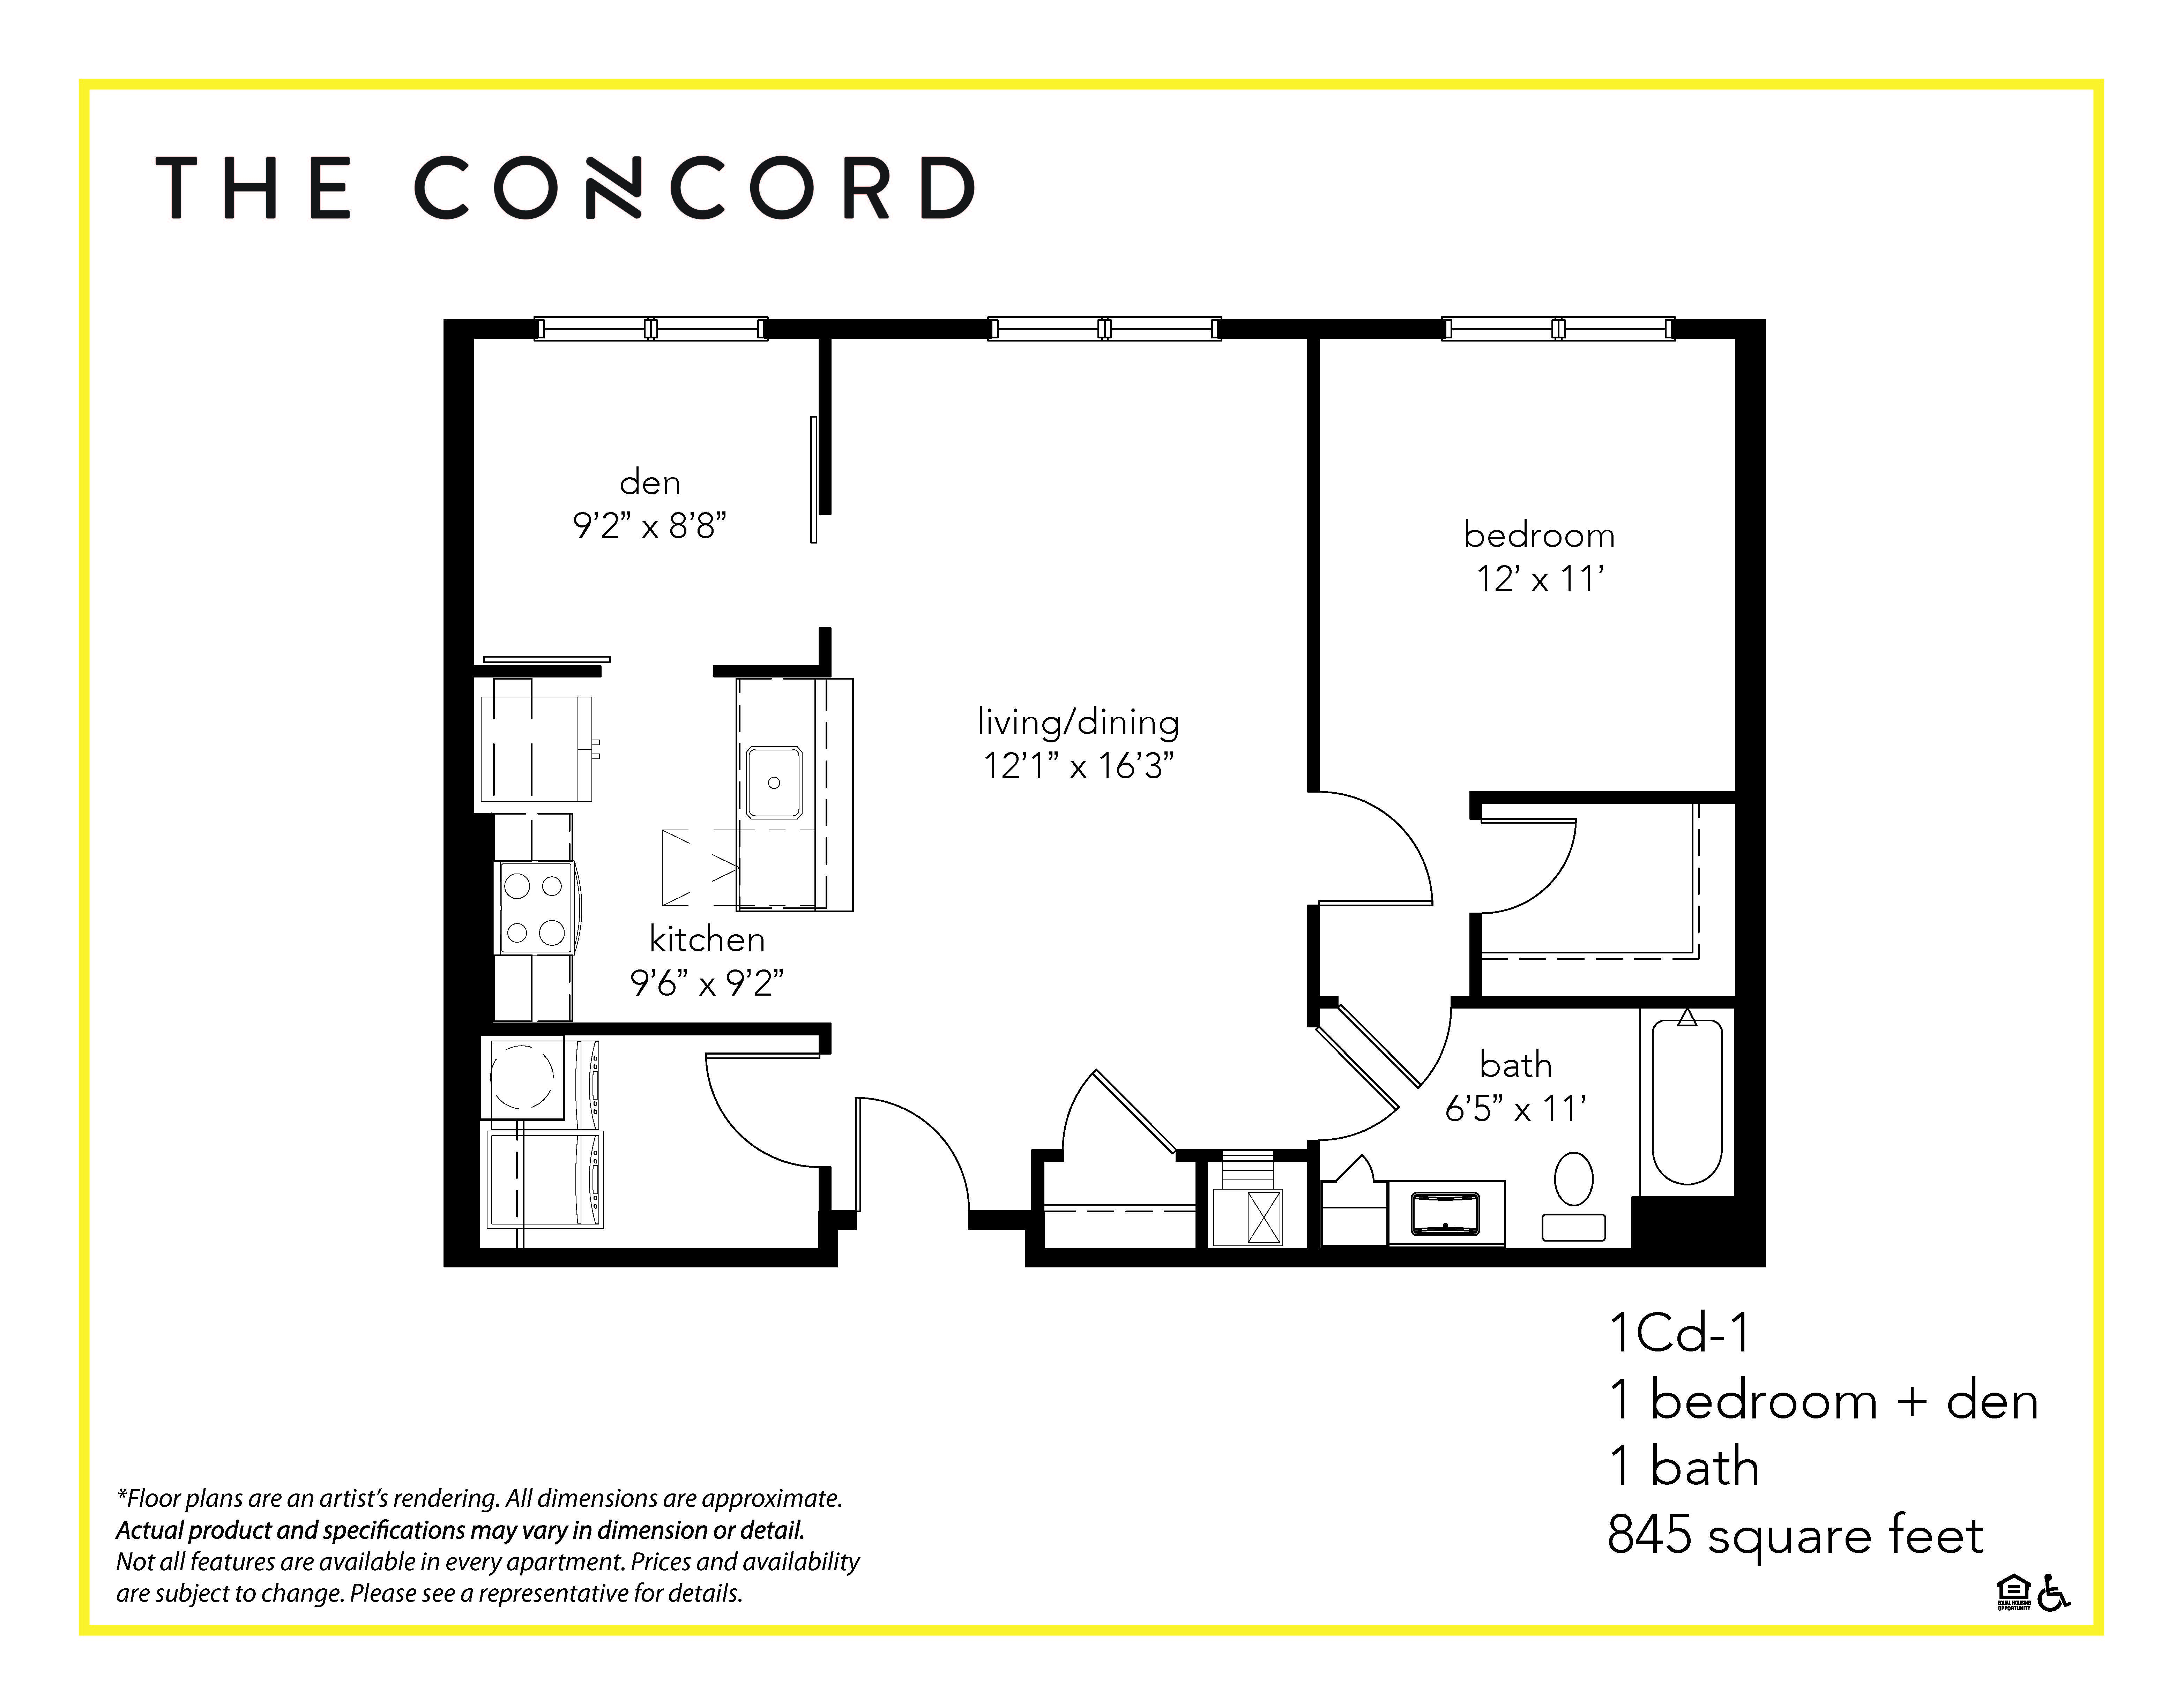 THE CONCORD
den
9’2” x 8’8”
bedroom
12’ x 11’
living/dining
12’1” x 16’3”
kitchen
9’6” x 9’2”
bath
6’5” x 11’
1Cd-1
1 bedroom + den
1 bath
845 square feet
*Floor plans are an artist’s rendering. All dimensions are approximate.
Actual product and specifications may vary in dimension or detail.
Not all features are available in every apartment. Prices and availability
are subject to change. Please see a representative for details.
EQUAL HOUSING
OPPORTUNITY